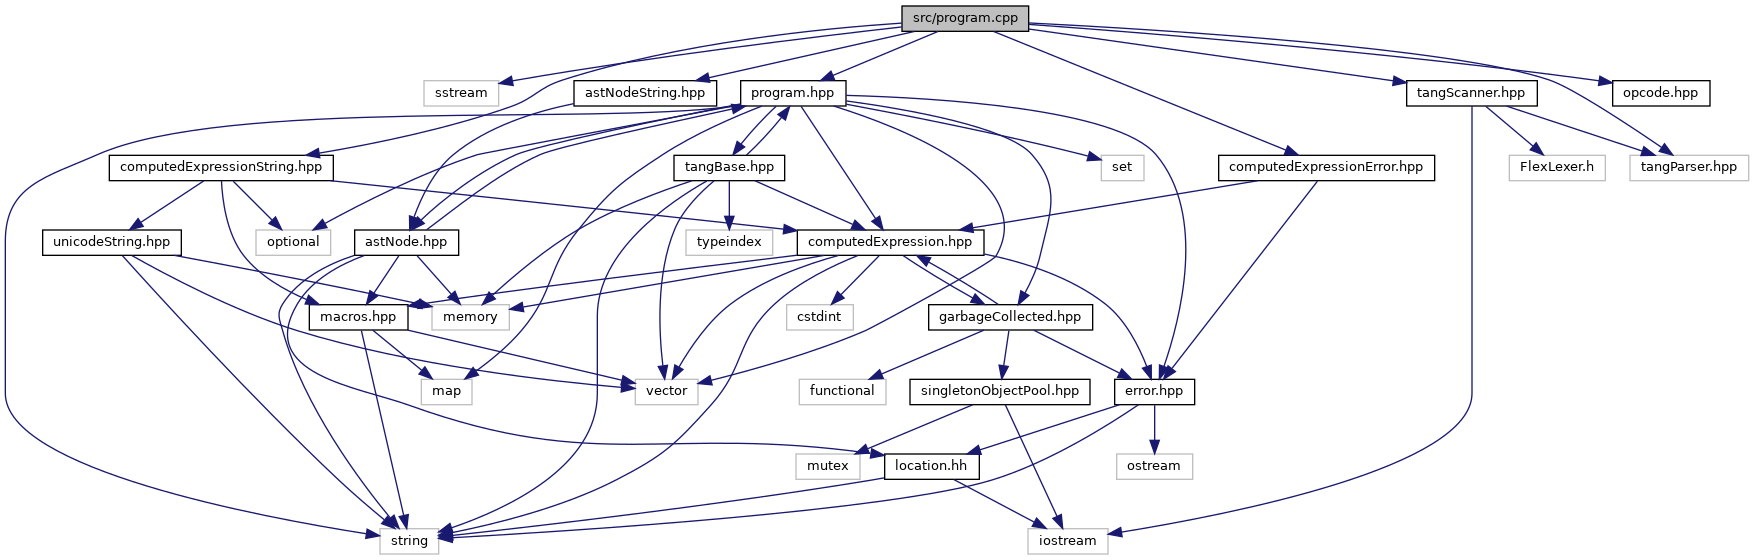 src/program.cpp
sstream
astNodeString.hpp
program.hpp
tangScanner.hpp
opcode.hpp
computedExpressionString.hpp
tangBase.hpp
set
computedExpressionError.hpp
FlexLexer.h
tangParser.hpp
unicodeString.hpp
optional
astNode.hpp
typeindex
computedExpression.hpp
macros.hpp
memory
cstdint
garbageCollected.hpp
map
vector
functional
singletonObjectPool.hpp
error.hpp
mutex
location.hh
ostream
string
iostream